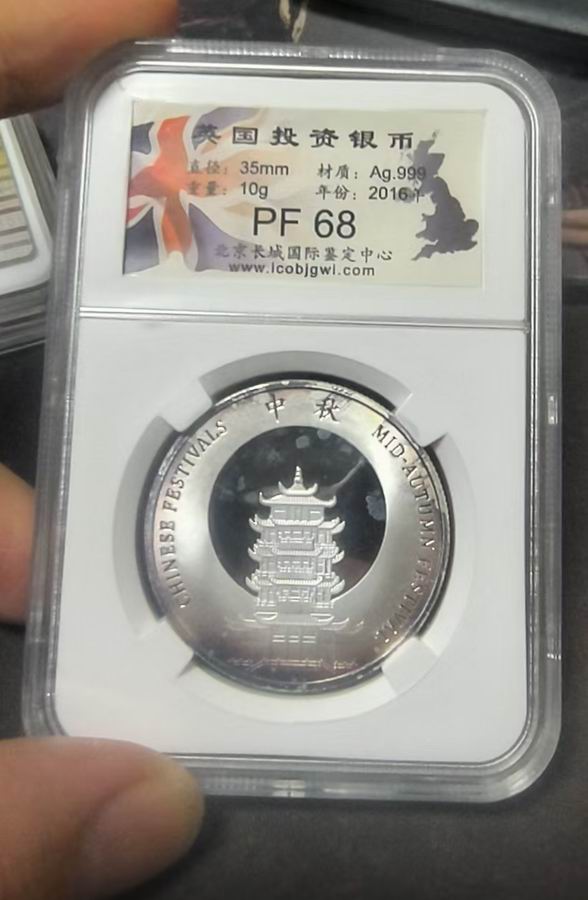 英国投资银币
直径：35mm 材质：Ag.999
重量：10g 年份：2016年
PF 68
北京长城国际鉴定中心
www.icobjgwl.com
中秋
CHINESE FESTIVALS
MID-AUTUMN FESTIVAL